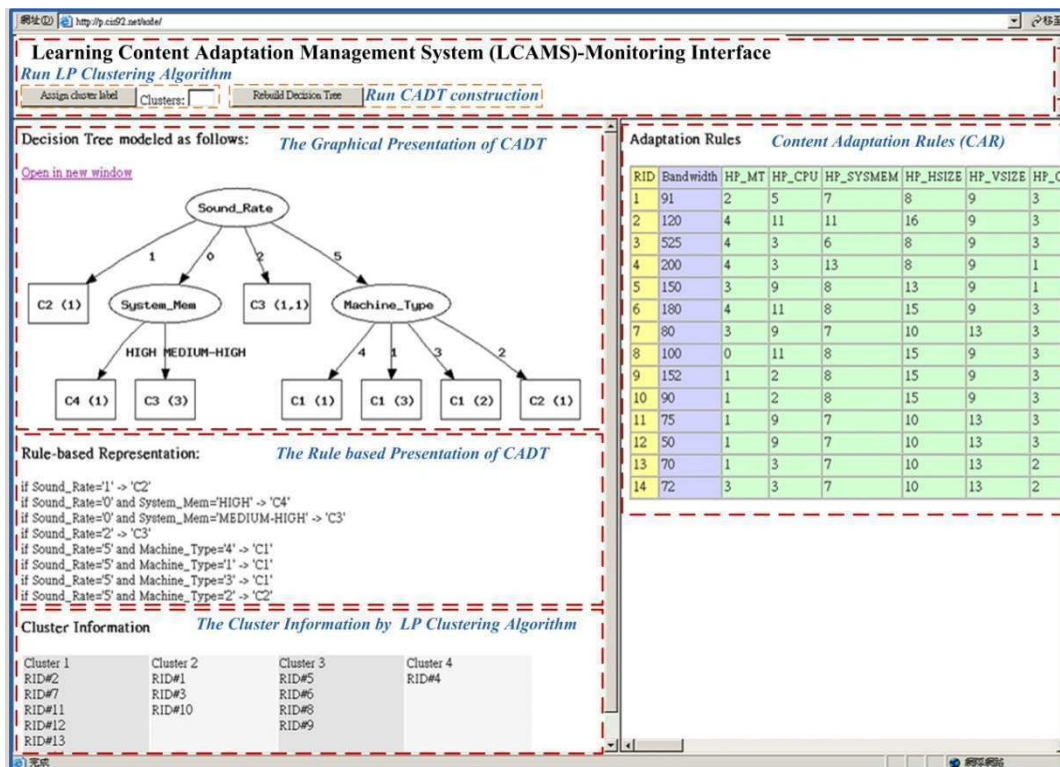 網址(D) http://p.cis92.net/sode/ 移至
Learning Content Adaptation Management System (LCAMS)-Monitoring Interface
Run LP Clustering Algorithm
Assign cluster label Clusters: Rebuild Decision Tree Run CADT construction
Decision Tree modeled as follows: The Graphical Presentation of CADT
Open in new window
Sound_Rate
1 0 2 5
C2 (1) System_Mem C3 (1,1) Machine_Type
HIGH MEDIUM-HIGH 4 1 3 2
C4 (1) C3 (3) C1 (1) C1 (3) C1 (2) C2 (1)
Rule-based Representation: The Rule based Presentation of CADT
if Sound_Rate='1' -> 'C2'
if Sound_Rate='0' and System_Mem='HIGH' -> 'C4'
if Sound_Rate='0' and System_Mem='MEDIUM-HIGH' -> 'C3'
if Sound_Rate='2' -> 'C3'
if Sound_Rate='5' and Machine_Type='4' -> 'C1'
if Sound_Rate='5' and Machine_Type='1' -> 'C1'
if Sound_Rate='5' and Machine_Type='3' -> 'C1'
if Sound_Rate='5' and Machine_Type='2' -> 'C2'
Cluster Information The Cluster Information by LP Clustering Algorithm
Cluster 1 Cluster 2 Cluster 3 Cluster 4
RID#2 RID#1 RID#5 RID#4
RID#7 RID#3 RID#6
RID#11 RID#10 RID#8
RID#12 RID#9
RID#13
Adaptation Rules Content Adaptation Rules (CAR)
RID Bandwidth HP_MT HP_CPU HP_SYSMEM HP_HSIZE HP_VSIZE
1 91 2 5 7 8 9 3
2 120 4 11 11 16 9 3
3 525 4 3 6 8 9 3
4 200 4 3 13 8 9 1
5 150 3 9 8 13 9 1
6 180 4 11 8 15 9 3
7 80 3 9 7 10 13 3
8 100 0 11 8 15 9 3
9 152 1 2 8 15 9 3
10 90 1 2 8 15 9 3
11 75 1 9 7 10 13 3
12 50 1 9 7 10 13 3
13 70 1 3 7 10 13 2
14 72 3 3 7 10 13 2
完成 網際網路